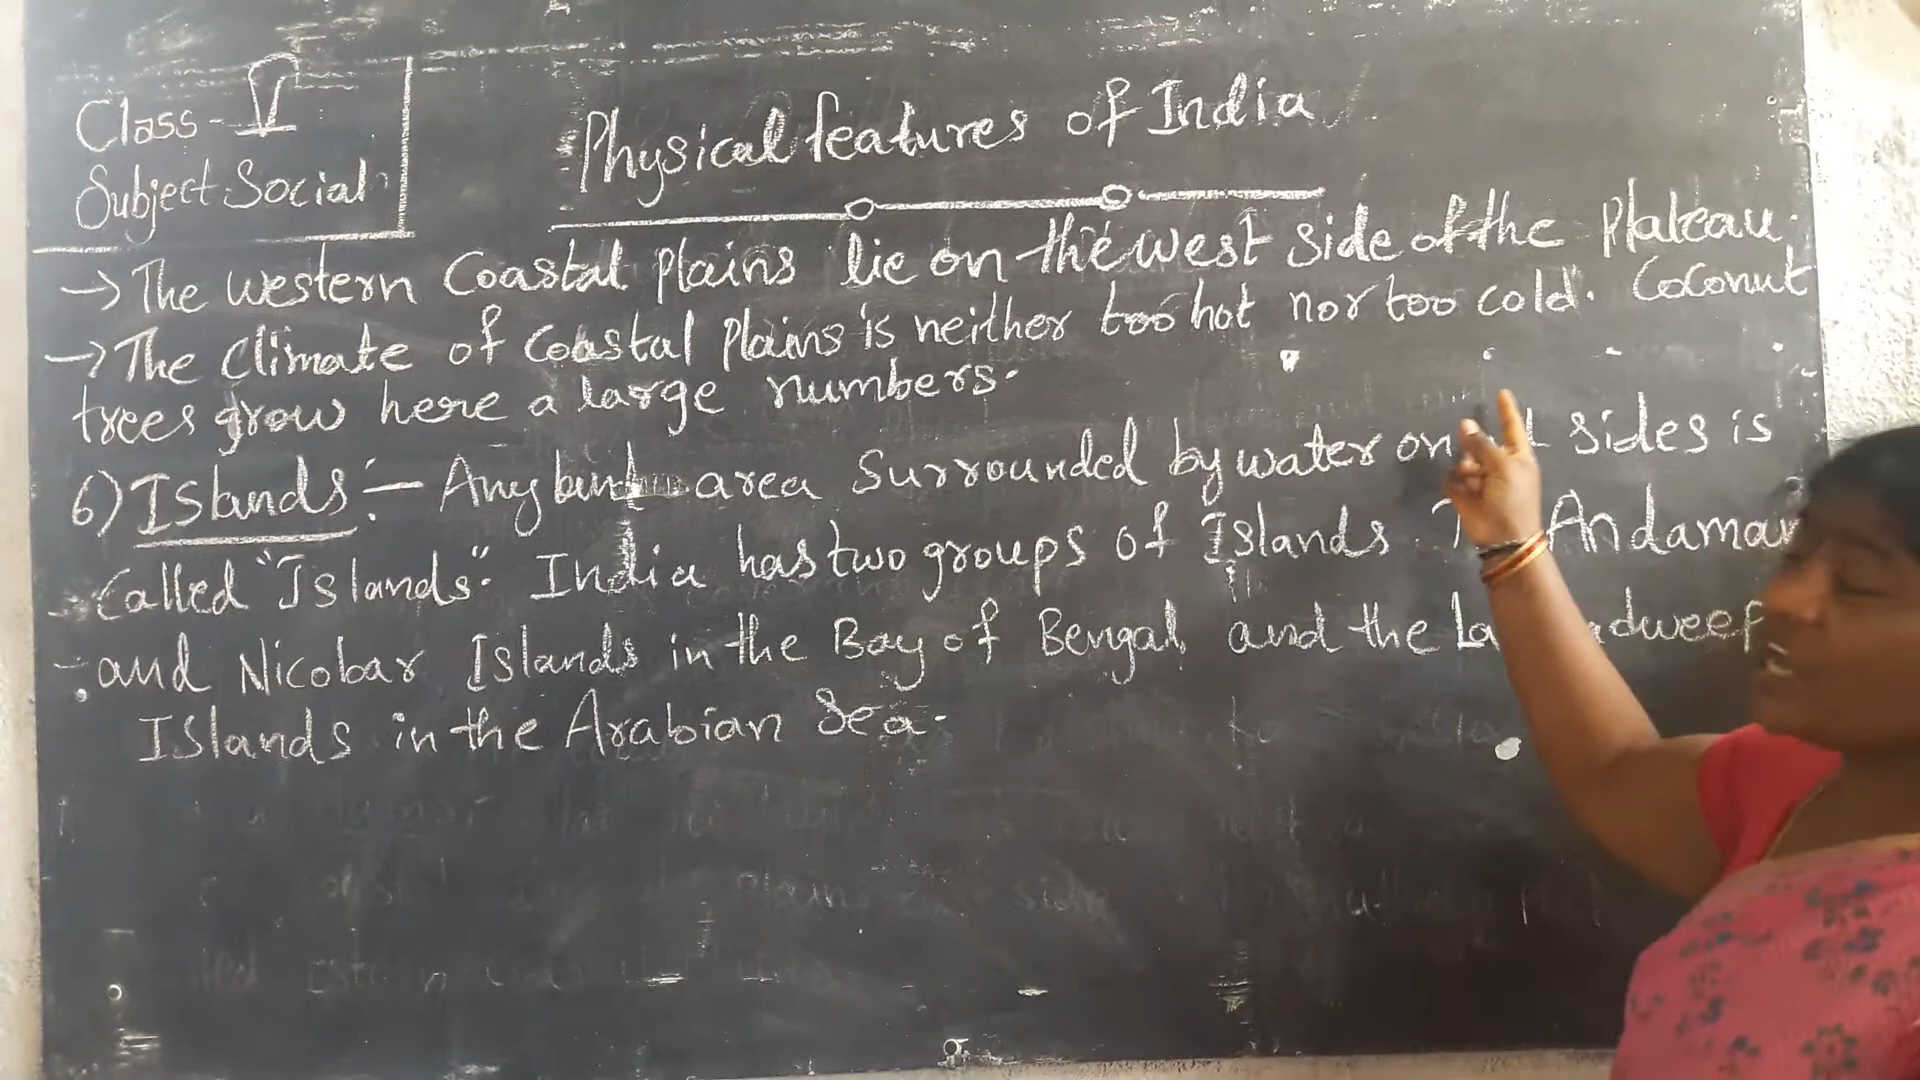 Class - V
Subject-Social
Physical features of India
→ The western Coastal plains lie on the west side of the Plateau.
→ The climate of Coastal Plains is neither too hot nor too cold. Coconut
trees grow here a large numbers.
6) Islands :- Any area surrounded by water on sides is
Called "Islands". India has two groups of Islands. Andaman
and Nicobar Islands in the Bay of Bengal, and the
Islands in the Arabian Sea.